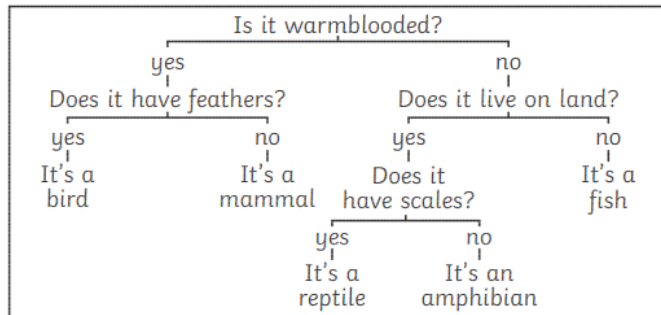 Is it warmblooded?
yes
no
Does it have feathers?
Does it live on land?
yes
no
yes
no
It's a
bird
It's a
mammal
Does it
have scales?
It's a
fish
yes
no
It's a
reptile
It's an
amphibian